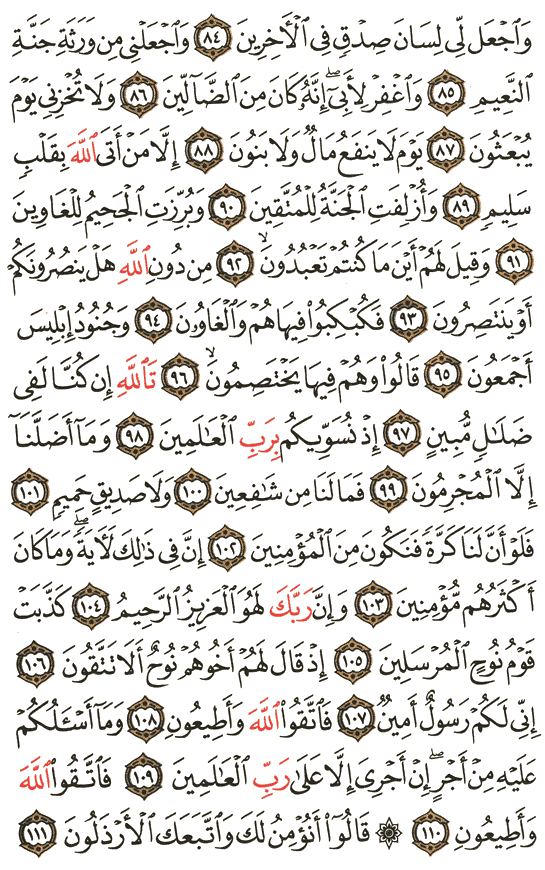 وَٱجۡعَل لِّي لِسَانَ صِدۡقٖ فِي ٱلۡأٓخِرِينَ ٨٤ وَٱجۡعَلۡنِي مِن وَرَثَةِ جَنَّةِ
ٱلنَّعِيمِ ٨٥ وَٱغۡفِرۡ لِأَبِيٓ إِنَّهُۥ كَانَ مِنَ ٱلضَّآلِّينَ ٨٦ وَلَا تُخۡزِنِي يَوۡمَ
يُبۡعَثُونَ ٨٧ يَوۡمَ لَا يَنفَعُ مَالٞ وَلَا بَنُونَ ٨٨ إِلَّا مَنۡ أَتَى ٱللَّهَ بِقَلۡبٖ
سَلِيمٖ ٨٩ وَأُزۡلِفَتِ ٱلۡجَنَّةُ لِلۡمُتَّقِينَ ٩٠ وَبُرِّزَتِ ٱلۡجَحِيمُ لِلۡغَاوِينَ
٩١ وَقِيلَ لَهُمۡ أَيۡنَ مَا كُنتُمۡ تَعۡبُدُونَۙ ٩٢ مِن دُونِ ٱللَّهِ هَلۡ يَنصُرُونَكُمۡ
أَوۡ يَنتَصِرُونَ ٩٣ فَكُبۡكِبُواْ فِيهَا هُمۡ وَٱلۡغَاوُۥنَ ٩٤ وَجُنُودُ إِبۡلِيسَ
أَجۡمَعُونَ ٩٥ قَالُواْ وَهُمۡ فِيهَا يَخۡتَصِمُونَۙ ٩٦ تَٱللَّهِ إِن كُنَّا لَفِي
ضَلَٰلٖ مُّبِينٍ ٩٧ إِذۡ نُسَوِّيكُم بِرَبِّ ٱلۡعَٰلَمِينَ ٩٨ وَمَآ أَضَلَّنَآ
إِلَّا ٱلۡمُجۡرِمُونَ ٩٩ فَمَا لَنَا مِن شَٰفِعِينَ ١٠٠ وَلَا صَدِيقٍ حَمِيمٖ ١٠١
فَلَوۡ أَنَّ لَنَا كَرَّةٗ فَنَكُونَ مِنَ ٱلۡمُؤۡمِنِينَ ١٠٢ إِنَّ فِي ذَٰلِكَ لَأٓيَةٗۖ وَمَا كَانَ
أَكۡثَرُهُم مُّؤۡمِنِينَ ١٠٣ وَإِنَّ رَبَّكَ لَهُوَ ٱلۡعَزِيزُ ٱلرَّحِيمُ ١٠٤ كَذَّبَتۡ
قَوۡمُ نُوحٍ ٱلۡمُرۡسَلِينَ ١٠٥ إِذۡ قَالَ لَهُمۡ أَخُوهُمۡ نُوحٌ أَلَا تَتَّقُونَ ١٠٦
إِنِّي لَكُمۡ رَسُولٌ أَمِينٞ ١٠٧ فَٱتَّقُواْ ٱللَّهَ وَأَطِيعُونِ ١٠٨ وَمَآ أَسۡـَٔلُكُمۡ
عَلَيۡهِ مِنۡ أَجۡرٍۖ إِنۡ أَجۡرِيَ إِلَّا عَلَىٰ رَبِّ ٱلۡعَٰلَمِينَ ١٠٩ فَٱتَّقُواْ ٱللَّهَ
وَأَطِيعُونِ ١١٠ ۞ قَالُوٓاْ أَنُؤۡمِنُ لَكَ وَٱتَّبَعَكَ ٱلۡأَرۡذَلُونَ ١١١